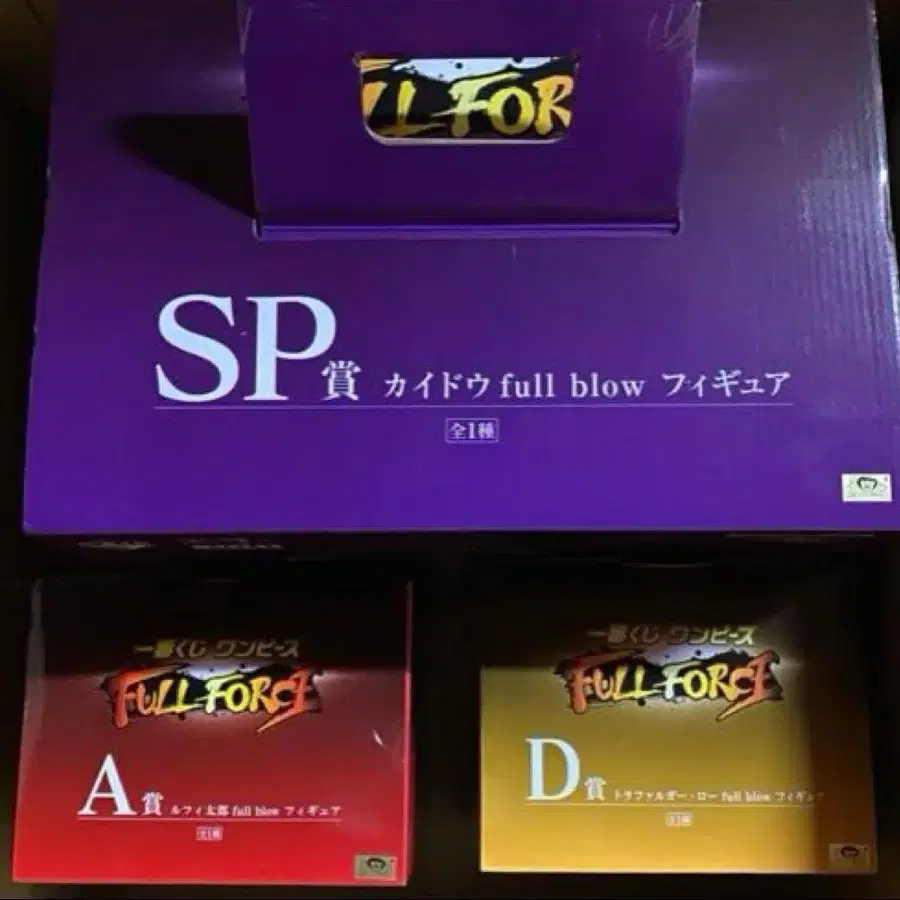 LL FOR
SP賞 カイドウ full blow フィギュア
全1種
一番くじ ワンピース
FULL FORCE
A賞 ルフィ太郎 full blow フィギュア
全1種
一番くじ ワンピース
FULL FORCE
D賞 トラファルガー・ロー full blow フィギュア
全1種